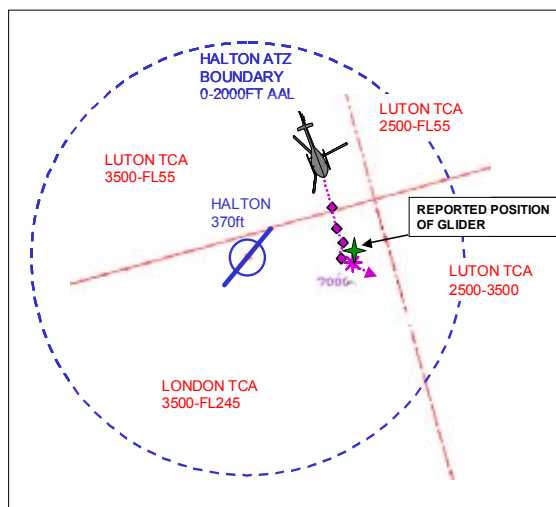 HALTON ATZ
BOUNDARY
0-2000FT AAL
LUTON TCA
2500-FL55
LUTON TCA
3500-FL55
HALTON
370ft
REPORTED POSITION
OF GLIDER
LUTON TCA
2500-3500
LONDON TCA
3500-FL245